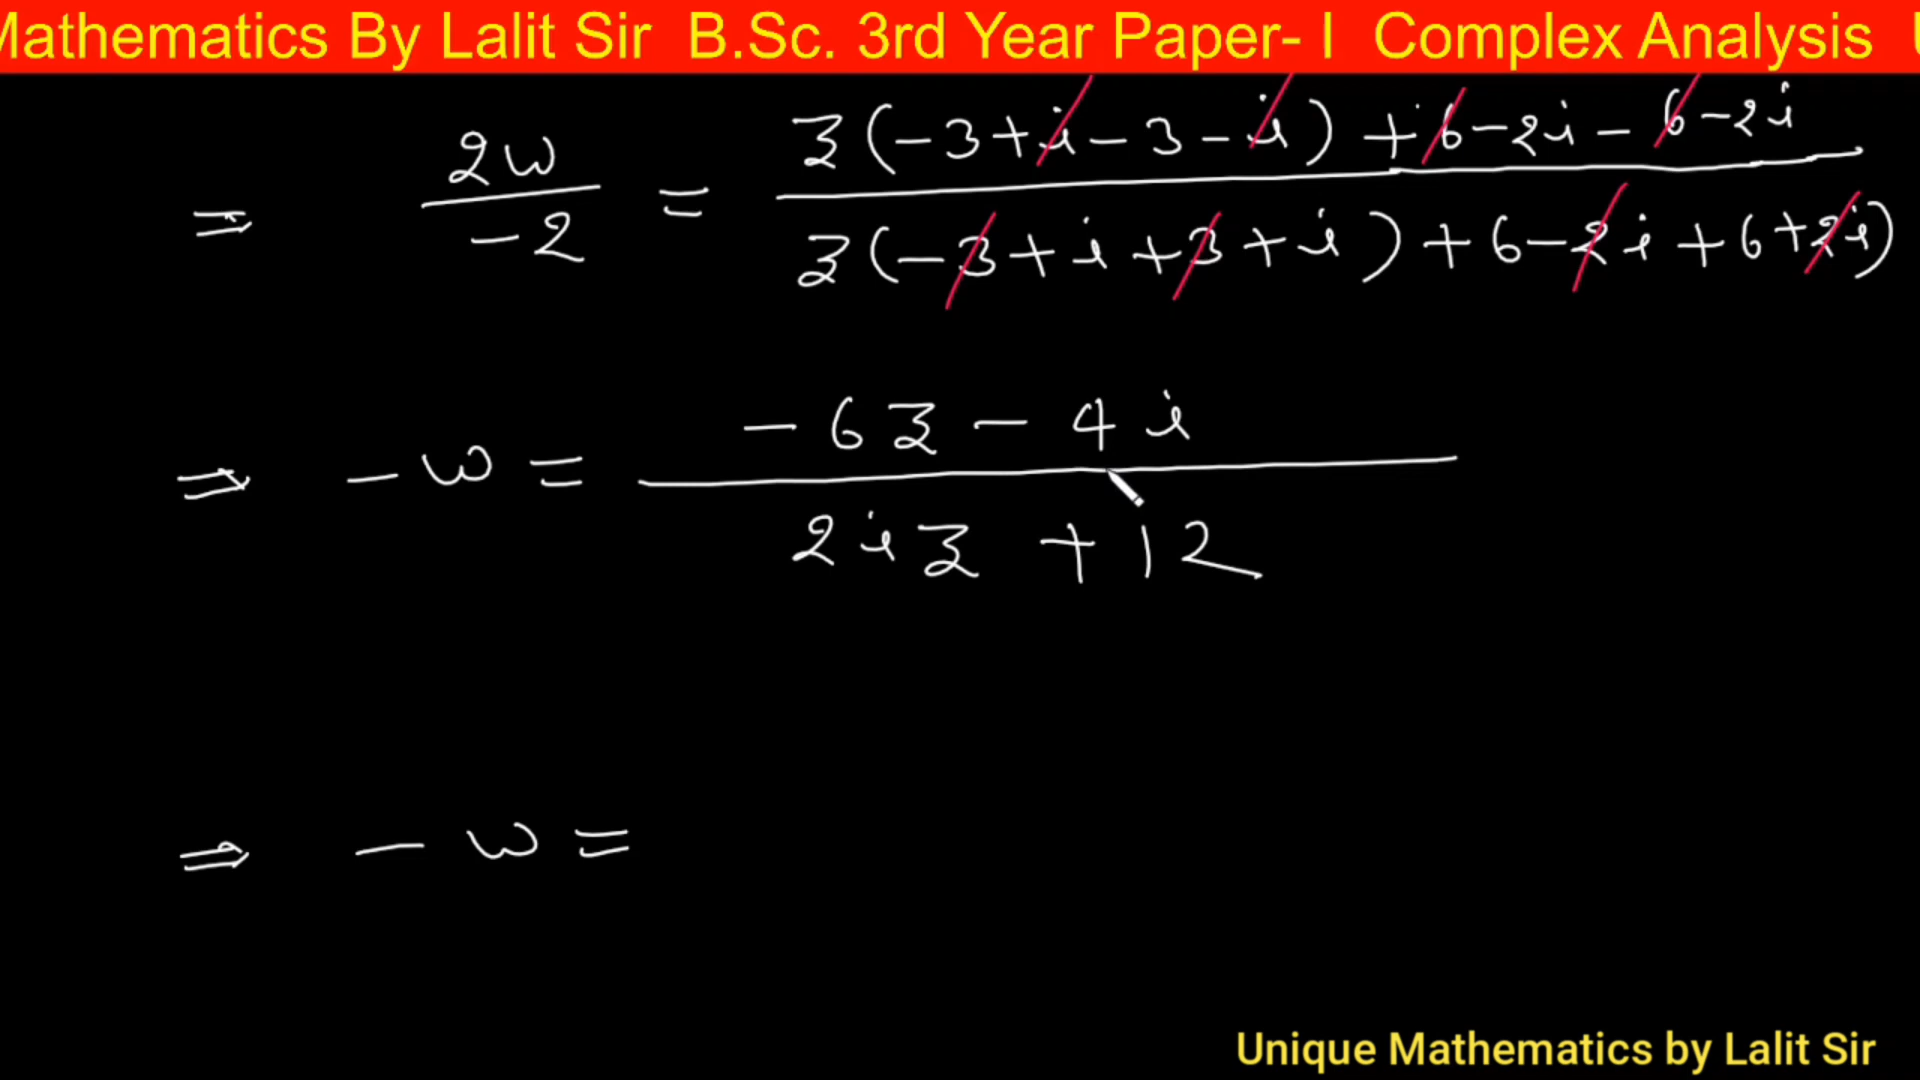 Mathematics By Lalit Sir B.Sc. 3rd Year Paper- I Complex Analysis
⇒ 2w/-2 = z(-3+i-3-i)+6-2i-6-2i / z(-3+i+3+i)+6-2i+6+2i)
⇒ -w = -6z-4i / 2iz+12
⇒ -w =
Unique Mathematics by Lalit Sir